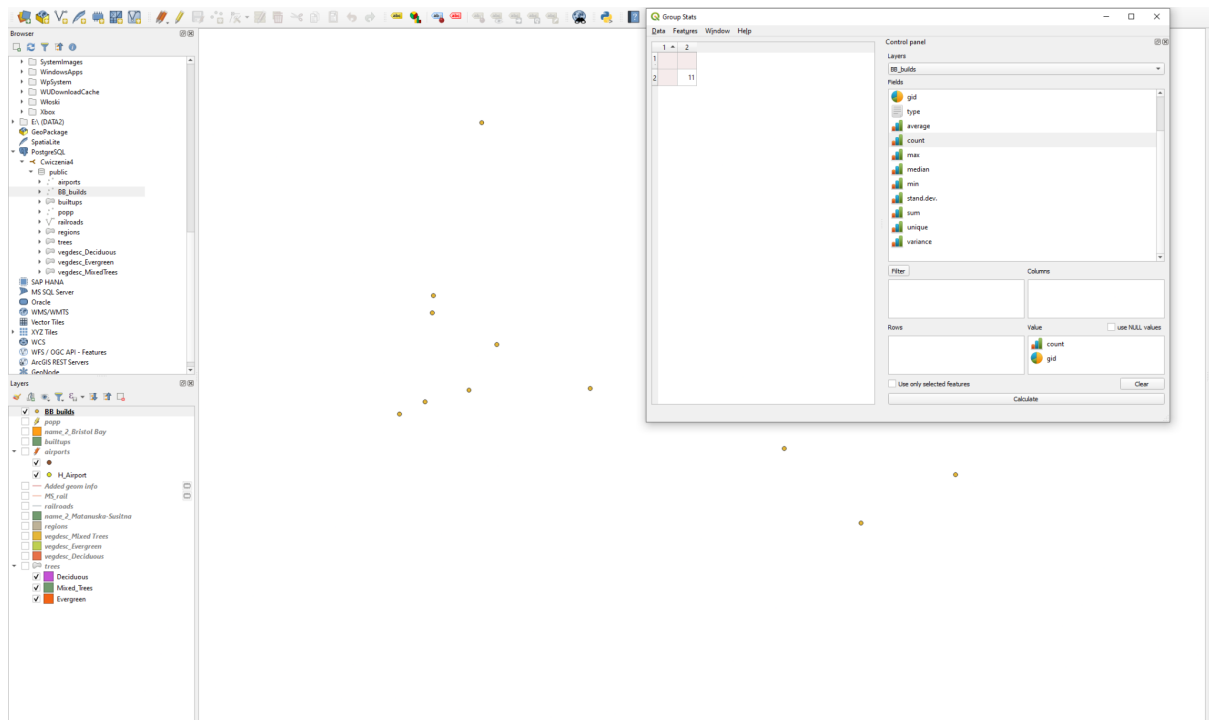 Browser
SystemImages
WindowsApps
WpSystem
WUDownloadCache
Włoski
Xbox
E:\ (DATA2)
GeoPackage
SpatiaLite
PostgreSQL
Cwiczenia4
public
airports
BB_builds
builtups
popp
railroads
regions
trees
vegdesc_Deciduous
vegdesc_Evergreen
vegdesc_MixedTrees
SAP HANA
MS SQL Server
Oracle
WMS/WMTS
Vector Tiles
XYZ Tiles
WCS
WFS / OGC API - Features
ArcGIS REST Servers
GeoNode
Layers
BB_builds
popp
name_2_Bristol Bay
builtups
airports
H_Airport
Added geom info
MS_rail
railroads
name_2_Matanuska-Susitna
regions
vegdesc_Mixed Trees
vegdesc_Evergreen
vegdesc_Deciduous
trees
Deciduous
Mixed_Trees
Evergreen
Group Stats
Data Features Window Help
1 2
1
2 11
Control panel
Layers
BB_builds
Fields
gid
type
average
count
max
median
min
stand.dev.
sum
unique
variance
Filter Columns
Rows Value use NULL values
count
gid
Use only selected features Clear
Calculate